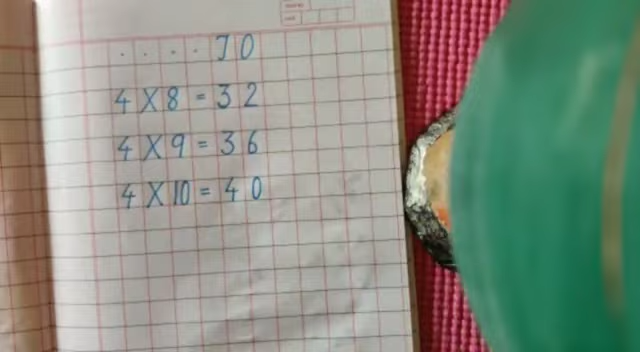 . . . . J O
4 X 8 = 3 2
4 X 9 = 3 6
4 X 10 = 4 0